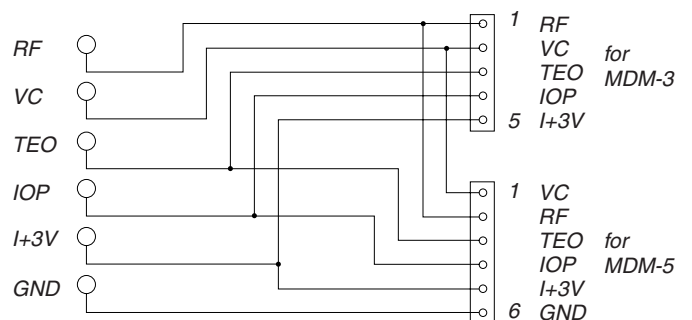 RF
VC
TEO
IOP
I+3V
GND
1 RF
VC
TEO
IOP
5 I+3V
for
MDM-3
1 VC
RF
TEO
IOP
I+3V
6 GND
for
MDM-5